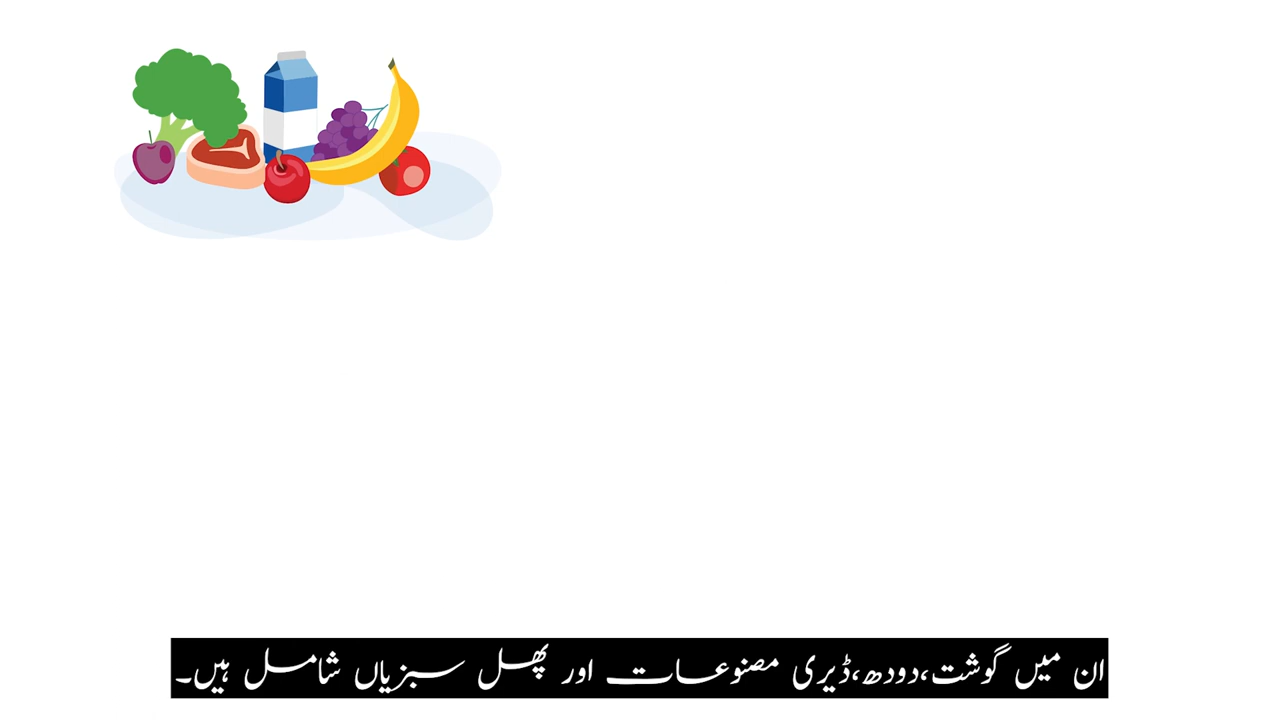 ان میں گوشت،دودھ،ڈیری مصنوعات اور پھل سبزیاں شامل ہیں۔